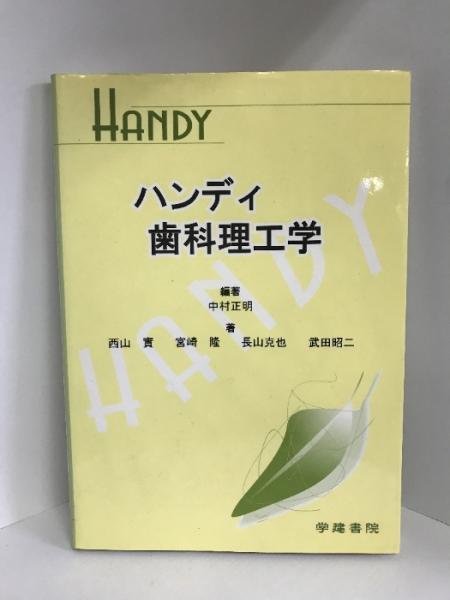 HANDY
ハンディ
歯科理工学
編著
中村正明
著
西山 實 宮崎 隆 長山克也 武田昭二
HANDY
学建書院